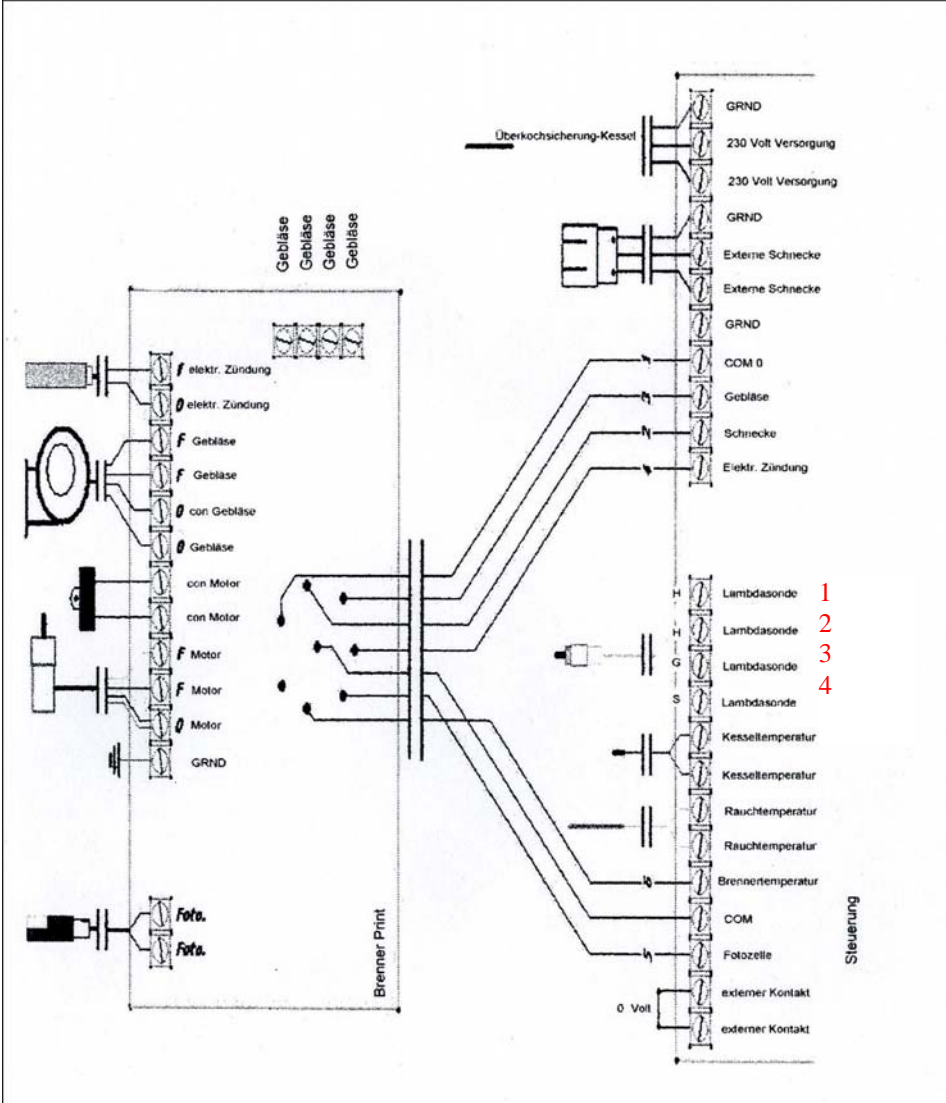 GRND
Überkochsicherung-Kessel
230 Volt Versorgung
230 Volt Versorgung
GRND
Externe Schnecke
Externe Schnecke
GRND
COM 0
Gebläse
Schnecke
Elektr. Zündung
Gebläse
Gebläse
Gebläse
Gebläse
F elektr. Zündung
0 elektr. Zündung
F Gebläse
F Gebläse
0 con Gebläse
0 Gebläse
con Motor
con Motor
F Motor
F Motor
0 Motor
GRND
Foto.
Foto.
Brenner Print
H Lambdasonde 1
H Lambdasonde 2
G Lambdasonde 3
S Lambdasonde 4
Kesseltemperatur
Kesseltemperatur
Rauchtemperatur
Rauchtemperatur
Brennertemperatur
COM
Fotozelle
externer Kontakt
0 Volt
externer Kontakt
Steuerung